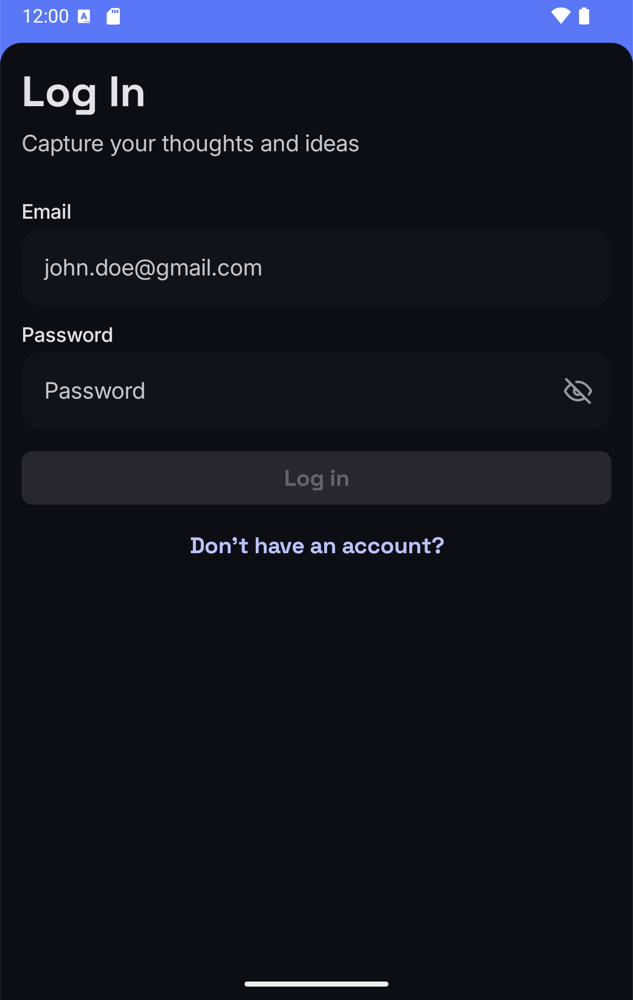 12:00
Log In
Capture your thoughts and ideas
Email
john.doe@gmail.com
Password
Password
Log in
Don't have an account?